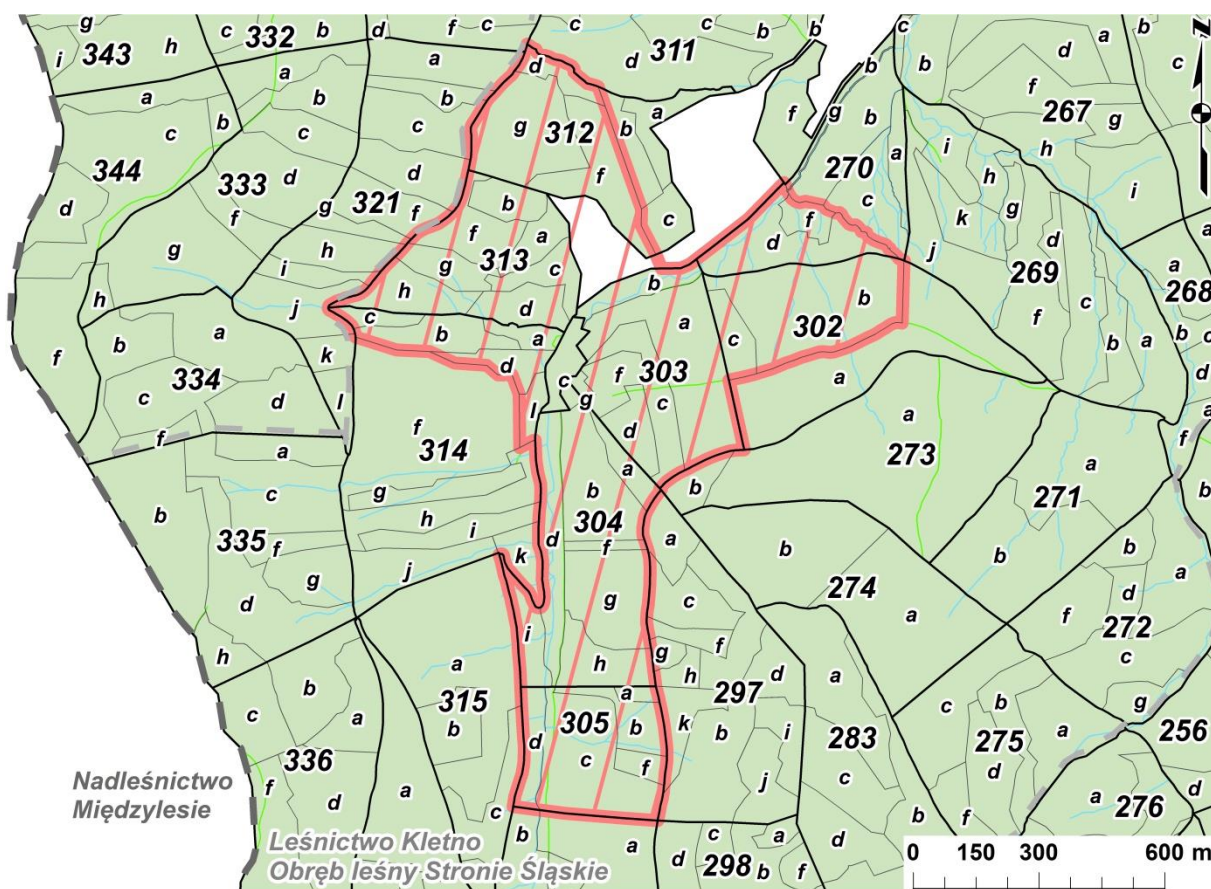 g 343 h c 332 b d f c c 311 b b c b a b N
i a a d d b b d c
a b b a f 267
c b c c g 312 b f g b g
344 d d f 270 a i h h
d 333 f g 321 f b c c k g i a
g h f 313 a d f d j 269 d 268
i g c b b a
h j h d 302 f c b c
b a c b a c b a d
f 334 k d f 303 a
c d l c g c a f
f f l d 273 a b
a 314 a
b c g b b 271
335 f h 304 a b b
i d f b b a
g k 274 d
d j g c a f 272
h i f c
a h g h d a g
b 315 a 297 c b a
c a b 305 b k b i 283 275 256
336 d c d
f f j c a 276 d
Nadleśnictwo
Międzylesie
d a c b f
Leśnictwo Kletno
Obręb leśny Stronie Śląskie
b a d c 298 b a f d
0 150 300 600 m